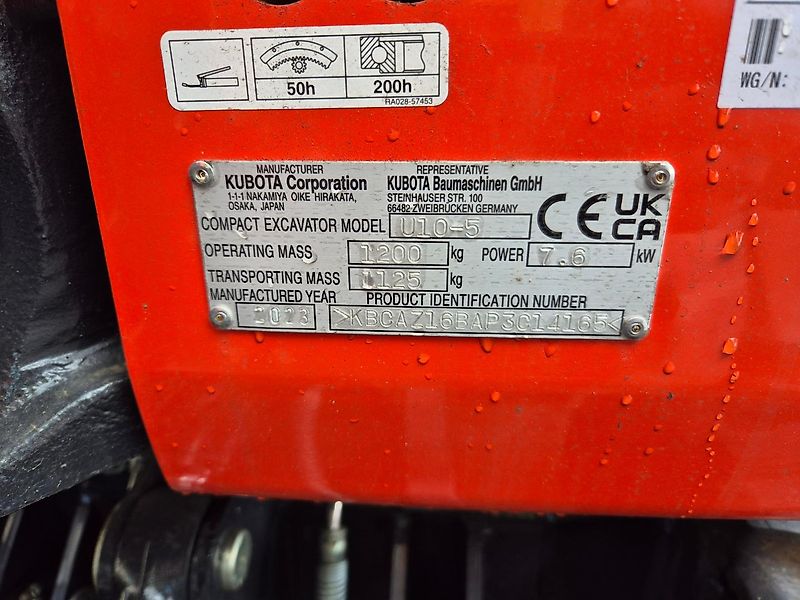 50h
200h
RA028-57453
WG/N:
MANUFACTURER
KUBOTA Corporation
1-1-1 NAKAMIYA OIKE HIRAKATA,
OSAKA, JAPAN
REPRESENTATIVE
KUBOTA Baumaschinen GmbH
STEINHAUSER STR. 100
66482-ZWEIBRÜCKEN GERMANY
CE UK CA
COMPACT EXCAVATOR MODEL U10-5
OPERATING MASS 1200 kg POWER 7.6 kW
TRANSPORTING MASS 1125 kg
MANUFACTURED YEAR PRODUCT IDENTIFICATION NUMBER
2023 >KBCAZ16BAP3C14165<